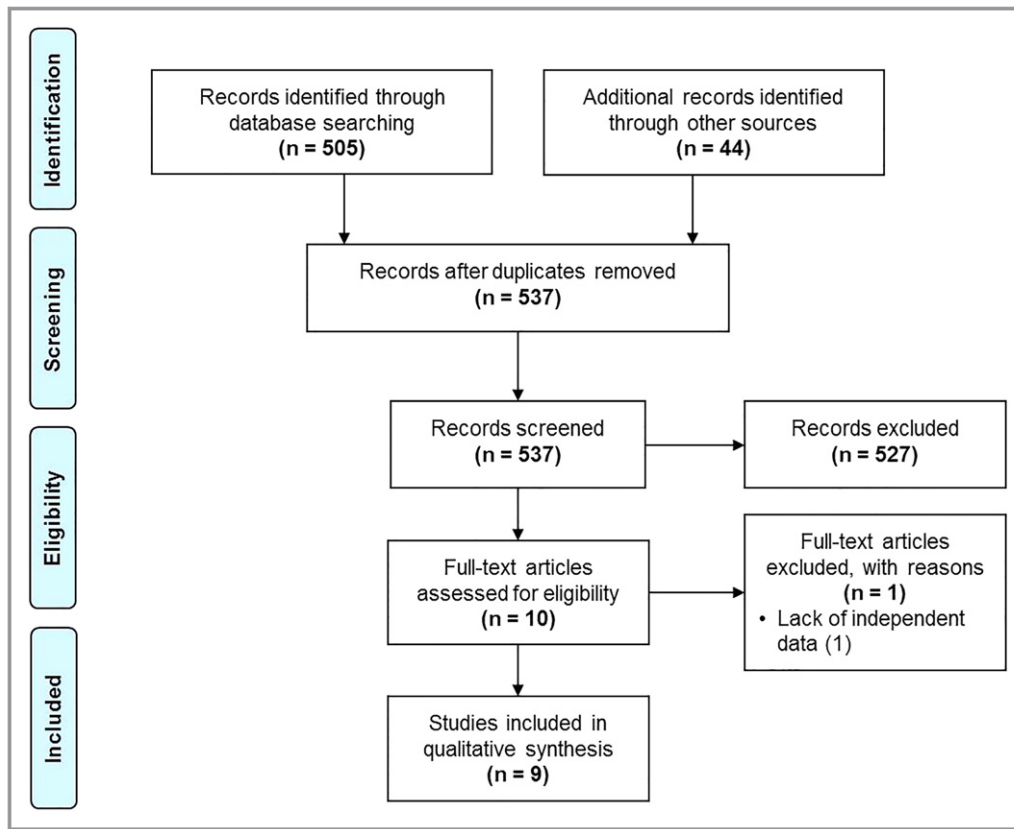 Identification
Records identified through
database searching
(n = 505)
Additional records identified
through other sources
(n = 44)
Screening
Records after duplicates removed
(n = 537)
Records screened
(n = 537)
Records excluded
(n = 527)
Eligibility
Full-text articles
assessed for eligibility
(n = 10)
Full-text articles
excluded, with reasons
(n = 1)
• Lack of independent
data (1)
Included
Studies included in
qualitative synthesis
(n = 9)